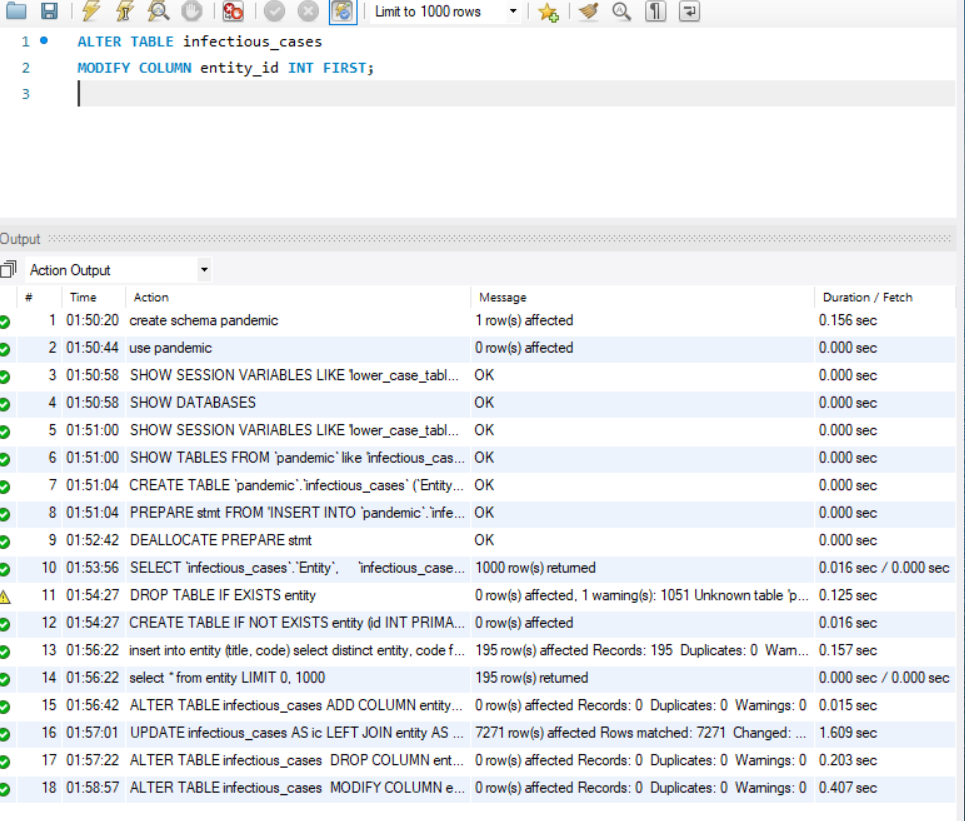 Limit to 1000 rows
1 ALTER TABLE infectious_cases
2 MODIFY COLUMN entity_id INT FIRST;
3
Output
Action Output
# Time Action Message Duration / Fetch
1 01:50:20 create schema pandemic 1 row(s) affected 0.156 sec
2 01:50:44 use pandemic 0 row(s) affected 0.000 sec
3 01:50:58 SHOW SESSION VARIABLES LIKE 'lower_case_tabl... OK 0.000 sec
4 01:50:58 SHOW DATABASES OK 0.000 sec
5 01:51:00 SHOW SESSION VARIABLES LIKE 'lower_case_tabl... OK 0.000 sec
6 01:51:00 SHOW TABLES FROM `pandemic` like 'infectious_cas... OK 0.000 sec
7 01:51:04 CREATE TABLE `pandemic`.`infectious_cases` (`Entity... OK 0.000 sec
8 01:51:04 PREPARE stmt FROM 'INSERT INTO `pandemic`.`infe... OK 0.000 sec
9 01:52:42 DEALLOCATE PREPARE stmt OK 0.000 sec
10 01:53:56 SELECT `infectious_cases`.`Entity`, `infectious_case... 1000 row(s) returned 0.016 sec / 0.000 sec
11 01:54:27 DROP TABLE IF EXISTS entity 0 row(s) affected, 1 warning(s): 1051 Unknown table 'p... 0.125 sec
12 01:54:27 CREATE TABLE IF NOT EXISTS entity (id INT PRIMA... 0 row(s) affected 0.016 sec
13 01:56:22 insert into entity (title, code) select distinct entity, code f... 195 row(s) affected Records: 195 Duplicates: 0 Warn... 0.157 sec
14 01:56:22 select * from entity LIMIT 0, 1000 195 row(s) returned 0.000 sec / 0.000 sec
15 01:56:42 ALTER TABLE infectious_cases ADD COLUMN entity... 0 row(s) affected Records: 0 Duplicates: 0 Warnings: 0 0.015 sec
16 01:57:01 UPDATE infectious_cases AS ic LEFT JOIN entity AS ... 7271 row(s) affected Rows matched: 7271 Changed: ... 1.609 sec
17 01:57:22 ALTER TABLE infectious_cases DROP COLUMN ent... 0 row(s) affected Records: 0 Duplicates: 0 Warnings: 0 0.203 sec
18 01:58:57 ALTER TABLE infectious_cases MODIFY COLUMN e... 0 row(s) affected Records: 0 Duplicates: 0 Warnings: 0 0.407 sec